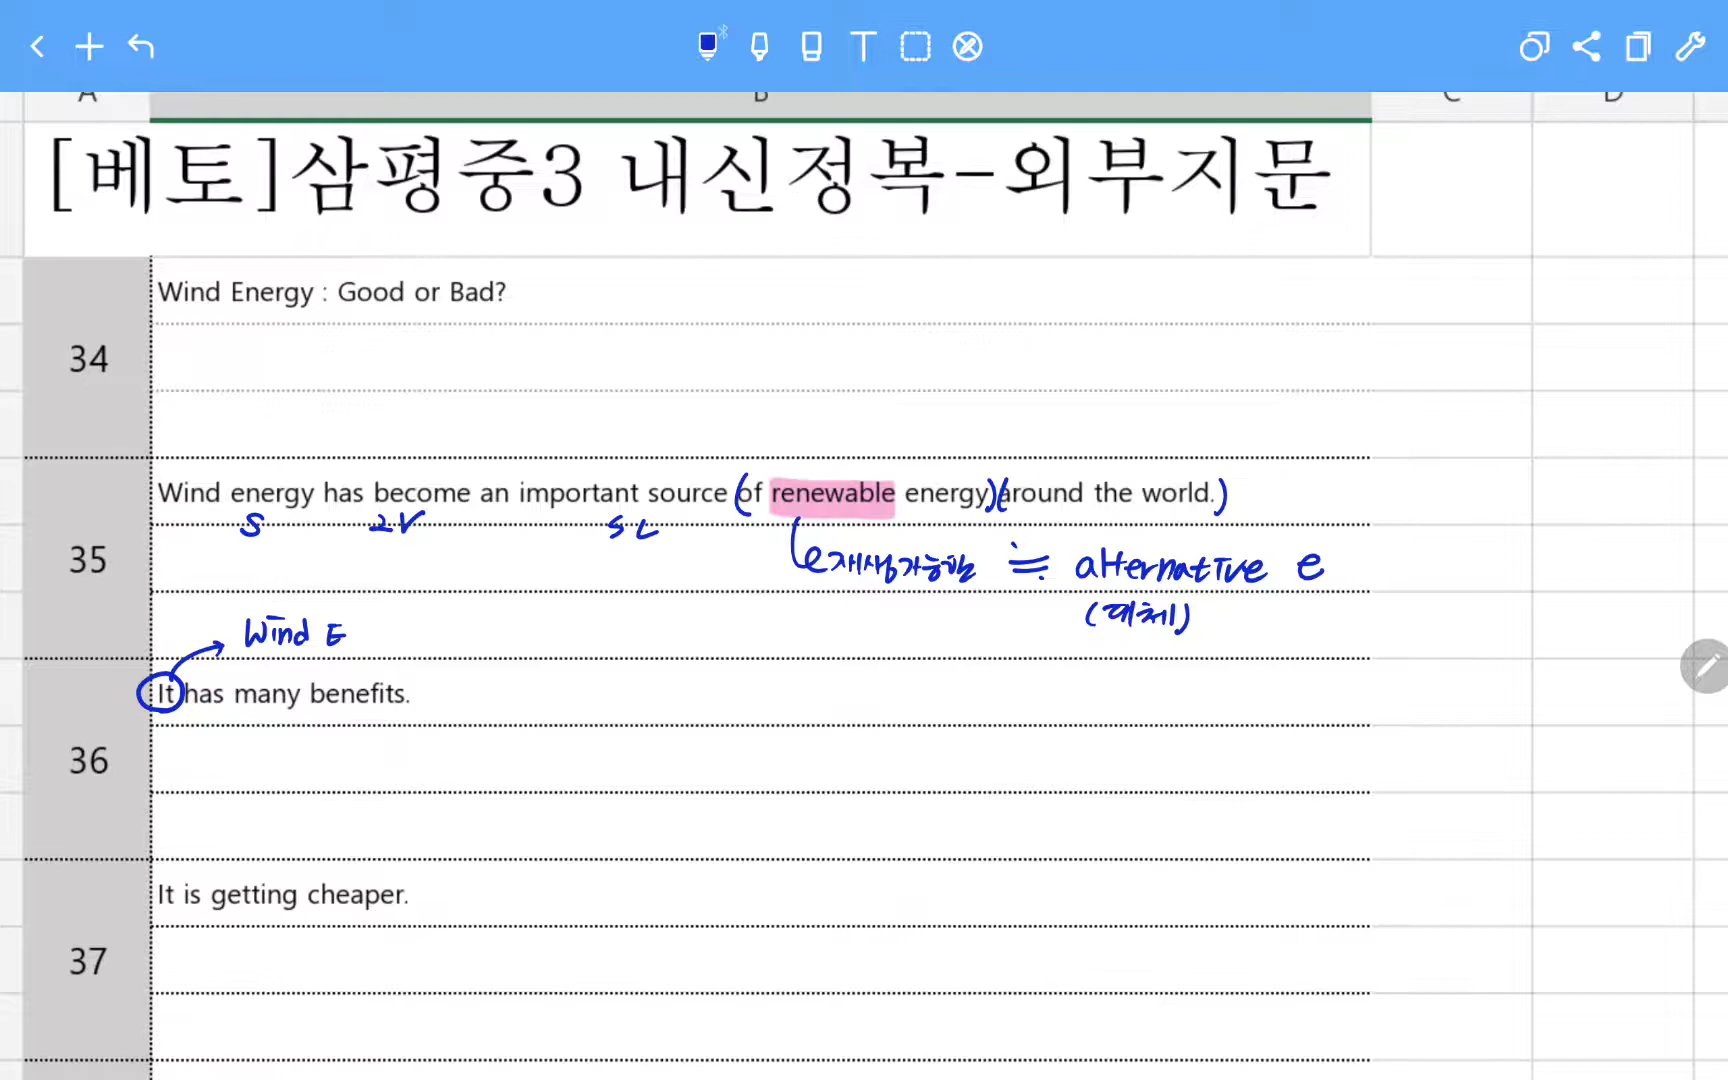 A B C D
[베토]삼평중3 내신정복-외부지문
Wind Energy : Good or Bad?
34
Wind energy has become an important source (of renewable energy)(around the world.)
S 2V SC
35
재생가능한 ≒ alternative e
(대체)
Wind E
It has many benefits.
36
It is getting cheaper.
37